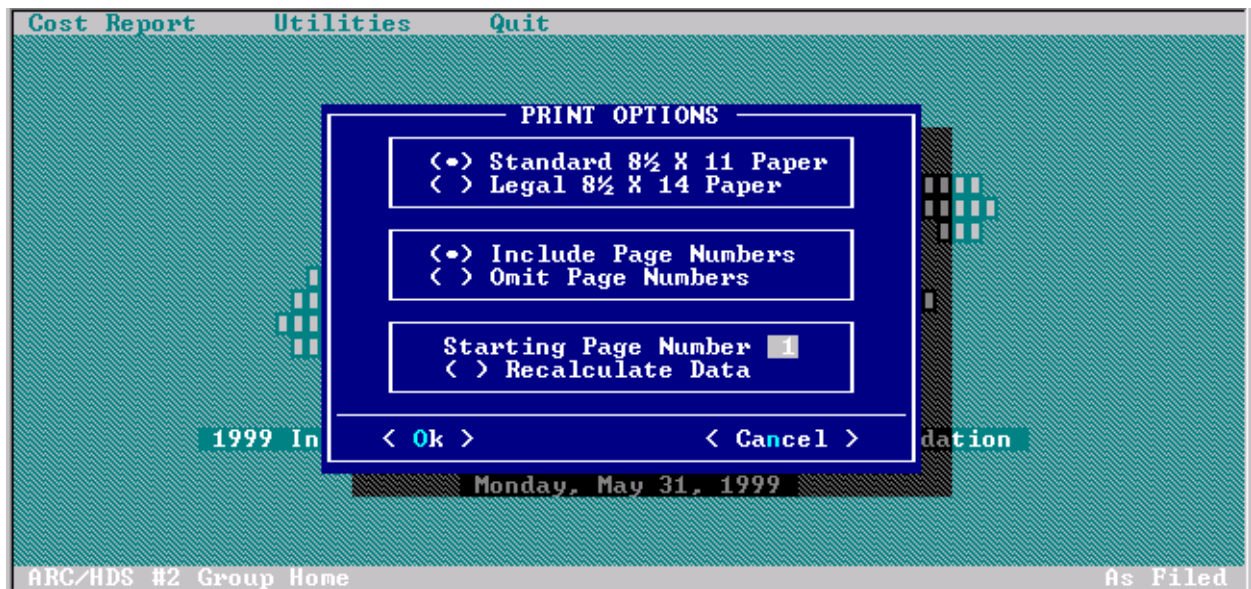 Cost Report Utilities Quit
PRINT OPTIONS
(•) Standard 8½ X 11 Paper
( ) Legal 8½ X 14 Paper
(•) Include Page Numbers
( ) Omit Page Numbers
Starting Page Number 1
( ) Recalculate Data
1999 In < Ok > < Cancel > dation
Monday, May 31, 1999
ARC/HDS #2 Group Home As Filed